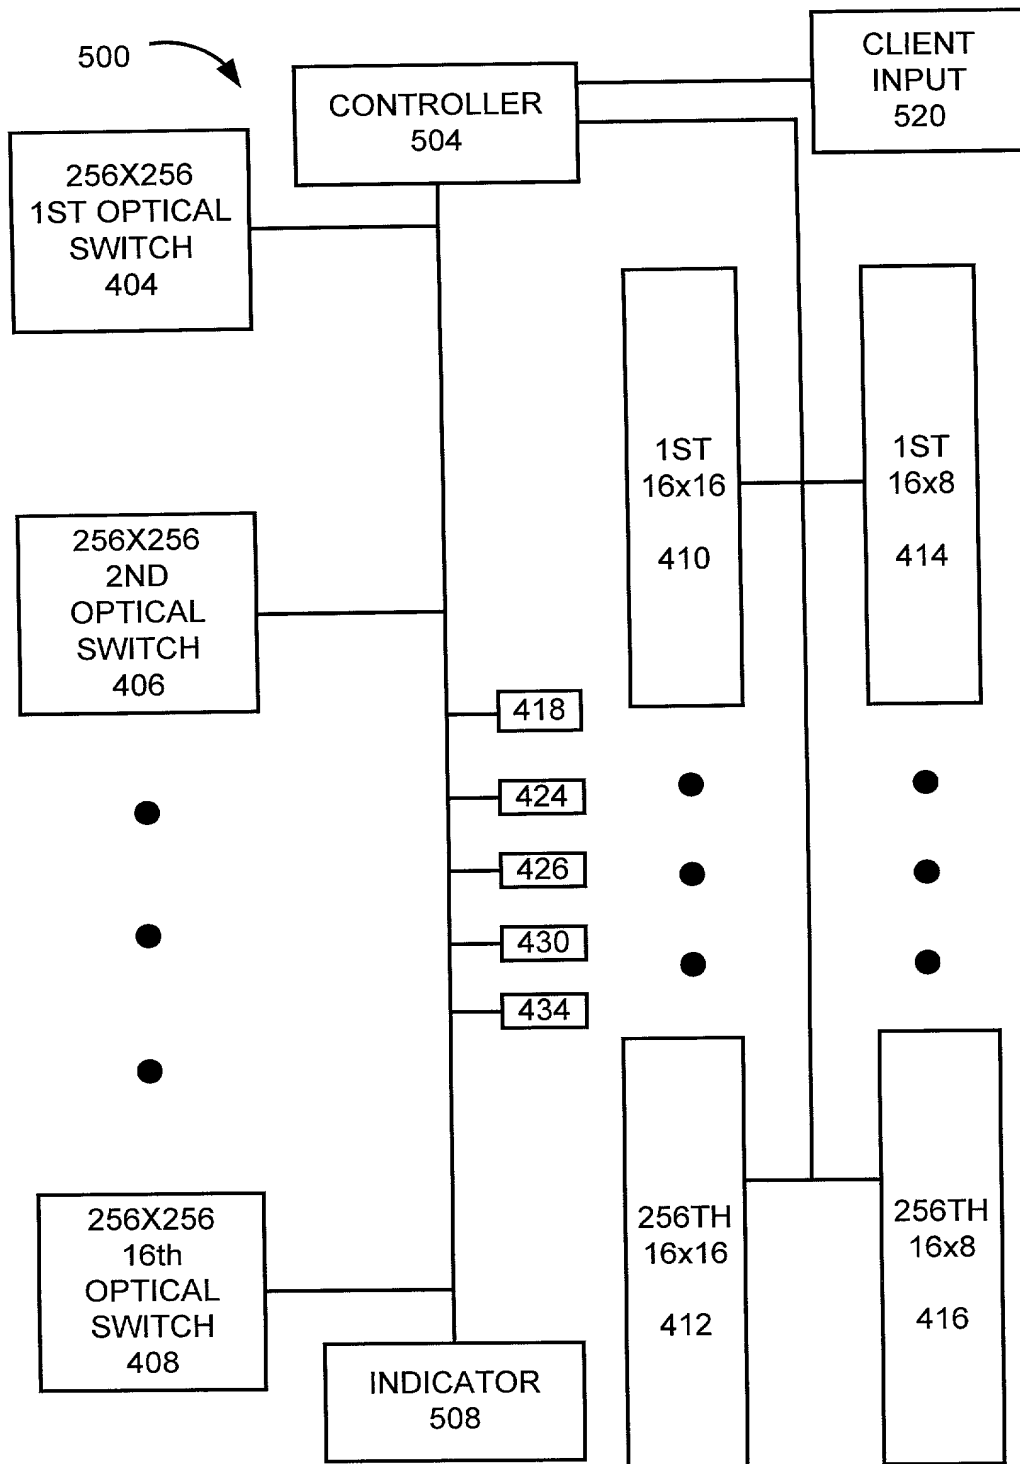 500
CONTROLLER
504
CLIENT
INPUT
520
256X256
1ST OPTICAL
SWITCH
404
1ST
16x16
410
1ST
16x8
414
256X256
2ND
OPTICAL
SWITCH
406
418
424
426
430
434
256X256
16th
OPTICAL
SWITCH
408
256TH
16x16
412
256TH
16x8
416
INDICATOR
508